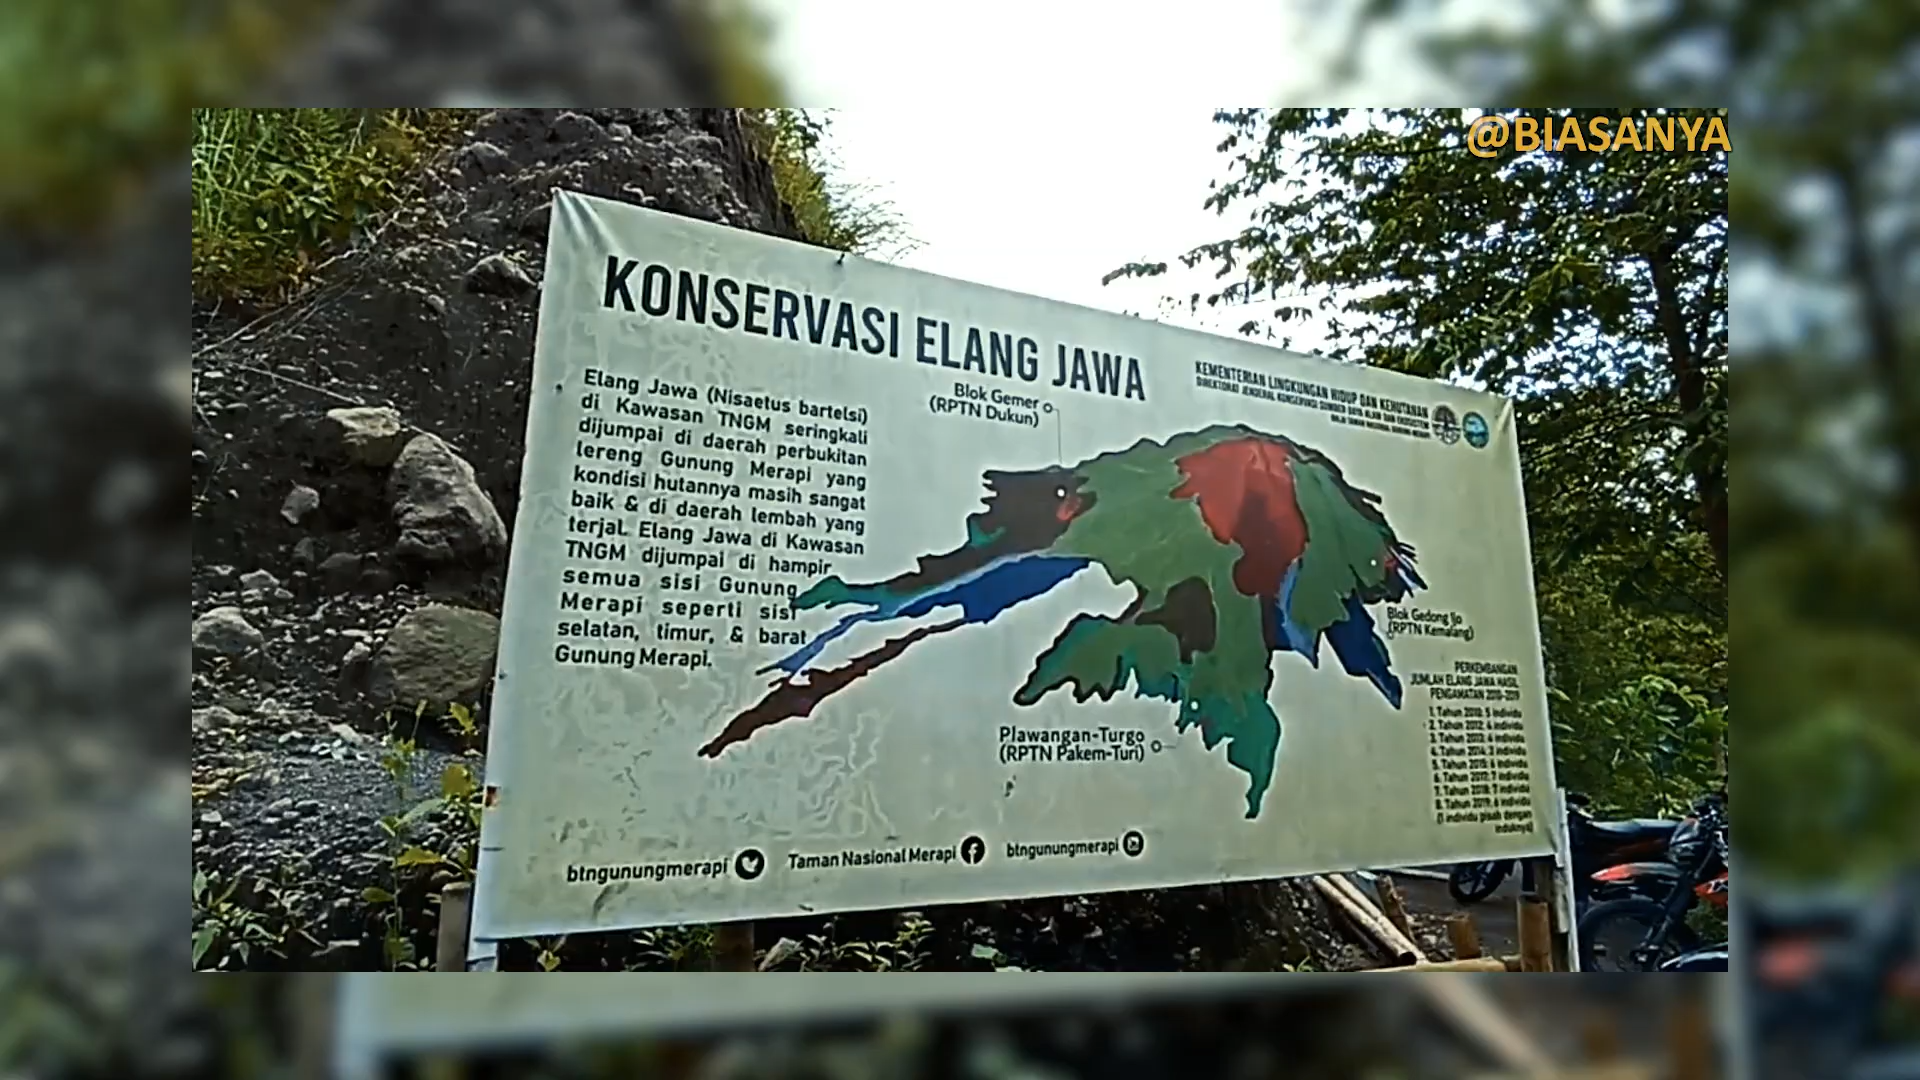 @BIASANYA
KONSERVASI ELANG JAWA
KEMENTERIAN LINGKUNGAN HIDUP DAN KEHUTANAN
DIREKTORAT JENDERAL KONSERVASI SUMBER DAYA ALAM DAN EKOSISTEM
BALAI TAMAN NASIONAL GUNUNG MERAPI
Elang Jawa (Nisaetus bartelsi)
di Kawasan TNGM seringkali
dijumpai di daerah perbukitan
lereng Gunung Merapi yang
kondisi hutannya masih sangat
baik & di daerah lembah yang
terjal. Elang Jawa di Kawasan
TNGM dijumpai di hampir
semua sisi Gunung
Merapi seperti sisi
selatan, timur, & barat
Gunung Merapi.
Blok Gemer
(RPTN Dukun)
Blok Gedong Ijo
(RPTN Kemalang)
Plawangan-Turgo
(RPTN Pakem-Turi)
PERKEMBANGAN
JUMLAH ELANG JAWA HASIL
PENGAMATAN 2010-2019
1. Tahun 2010: 5 individu
2. Tahun 2012: individu
3. Tahun individu
4. Tahun 2014: individu
5. Tahun 2015: 6 individu
6. Tahun 2017: 7 individu
7. Tahun 2018: 7 individu
8. Tahun 2019: 6 individu
(1 individu pisah dengan
induknya)
btngunungmerapi
Taman Nasional Merapi
btngunungmerapi